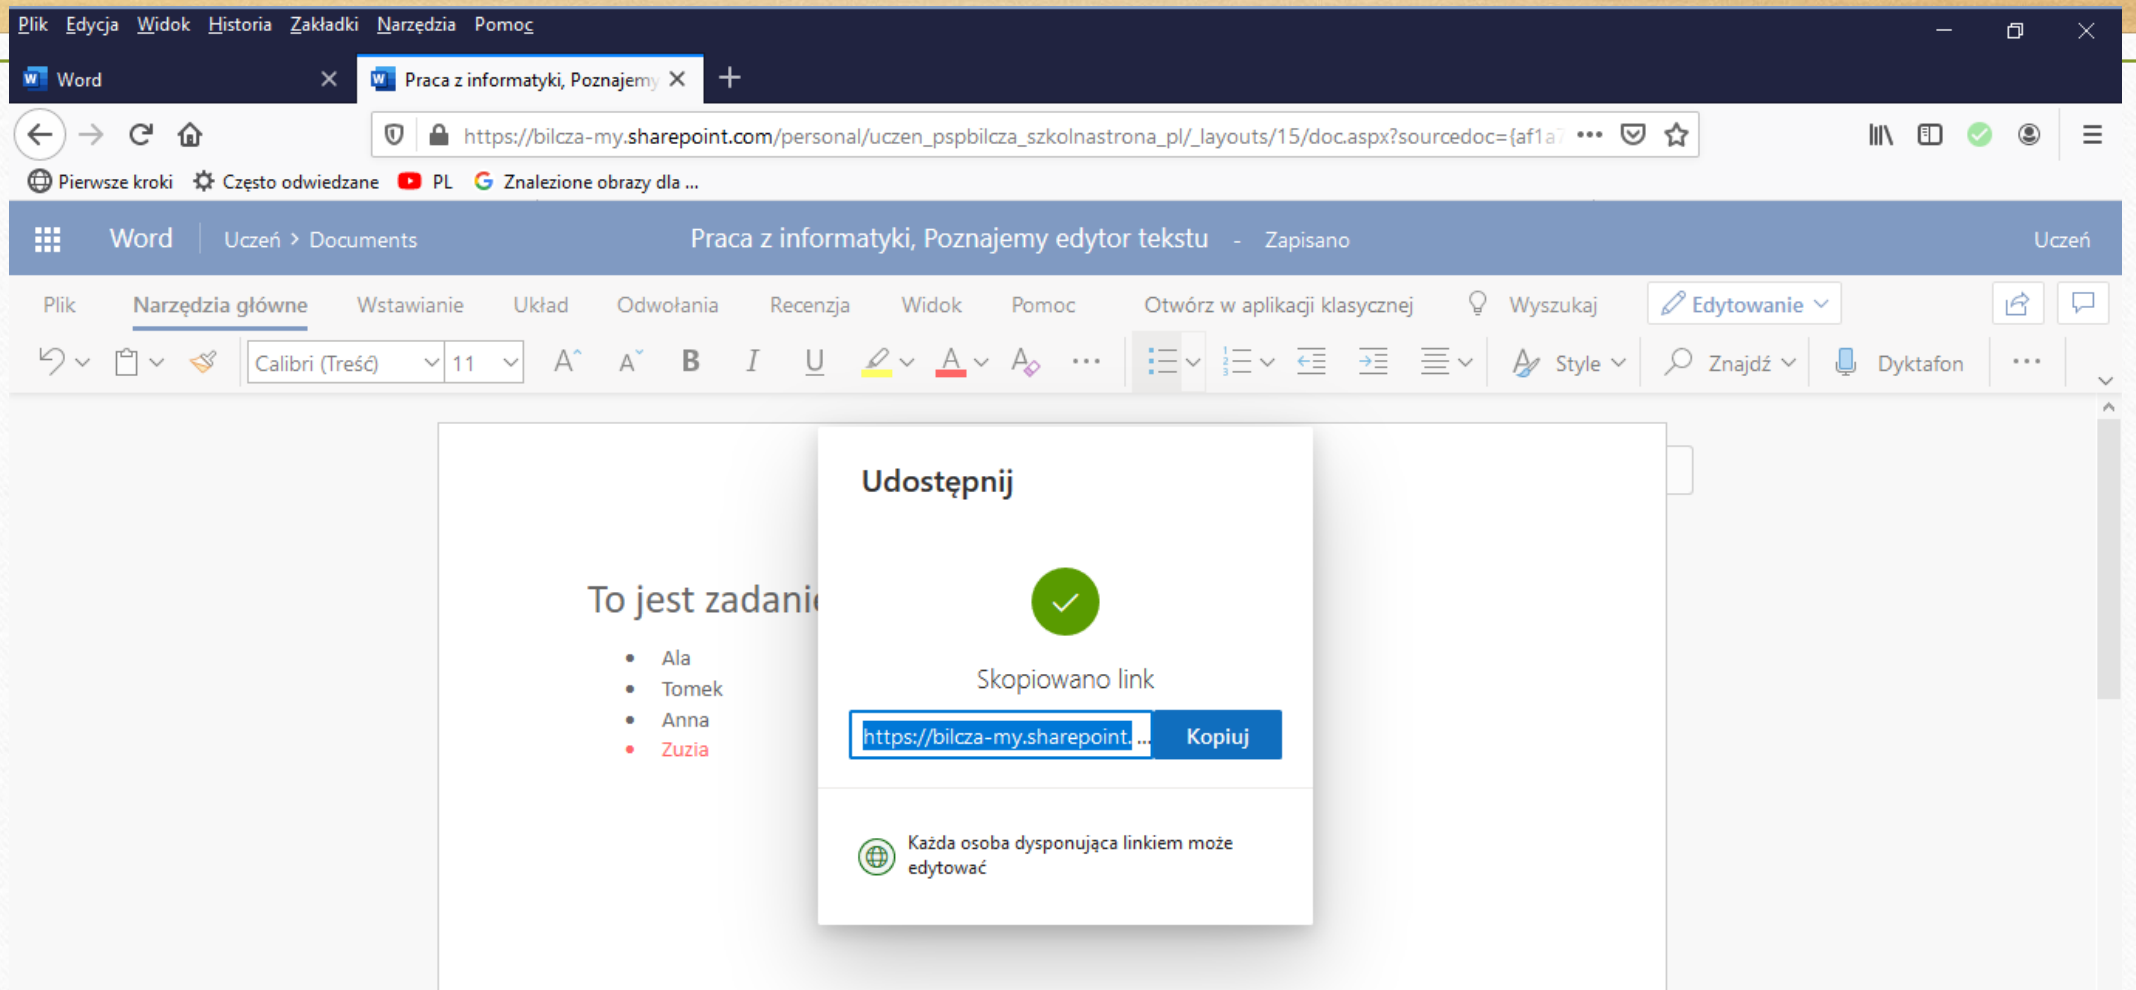 Plik Edycja Widok Historia Zakładki Narzędzia Pomoc
Word
Praca z informatyki, Poznajemy
https://bilcza-my.sharepoint.com/personal/uczen_pspbilcza_szkolnastrona_pl/_layouts/15/doc.aspx?sourcedoc={af1a7
Pierwsze kroki Często odwiedzane PL Znalezione obrazy dla ...
Word Uczeń > Documents Praca z informatyki, Poznajemy edytor tekstu - Zapisano Uczeń
Plik Narzędzia główne Wstawianie Układ Odwołania Recenzja Widok Pomoc Otwórz w aplikacji klasycznej Wyszukaj Edytowanie
Calibri (Treść) 11 A A B I U A A Style Znajdź Dyktafon
Udostępnij
To jest zadanie
• Ala
• Tomek
• Anna
• Zuzia
Skopiowano link
https://bilcza-my.sharepoint. ... Kopiuj
Każda osoba dysponująca linkiem może
edytować